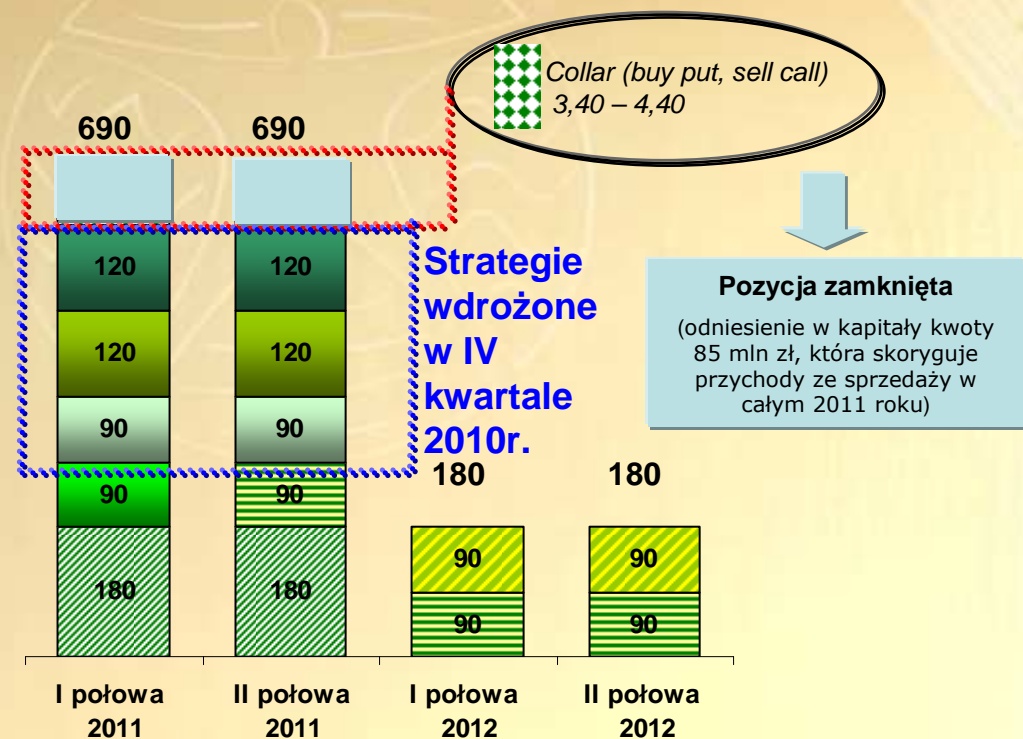 Collar (buy put, sell call)
3,40 – 4,40
690
690
120
120
120
120
90
90
90
90
180
180
Strategie
wdrożone
w IV
kwartale
2010r.
Pozycja zamknięta
(odniesienie w kapitały kwoty
85 mln zł, która skoryguje
przychody ze sprzedaży w
całym 2011 roku)
180
180
90
90
90
90
I połowa
2011
II połowa
2011
I połowa
2012
II połowa
2012